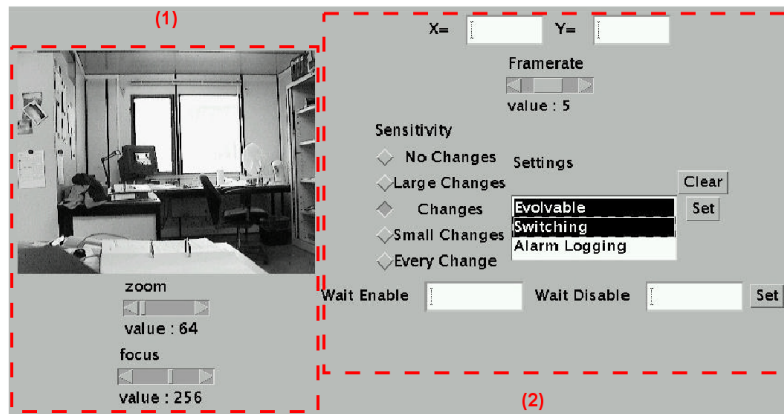 (1)
X= Y=
Framerate
value : 5
Sensitivity
No Changes
Large Changes
Changes
Small Changes
Every Change
Settings
Evolvable
Switching
Alarm Logging
Clear
Set
Wait Enable Wait Disable Set
zoom
value : 64
focus
value : 256
(2)